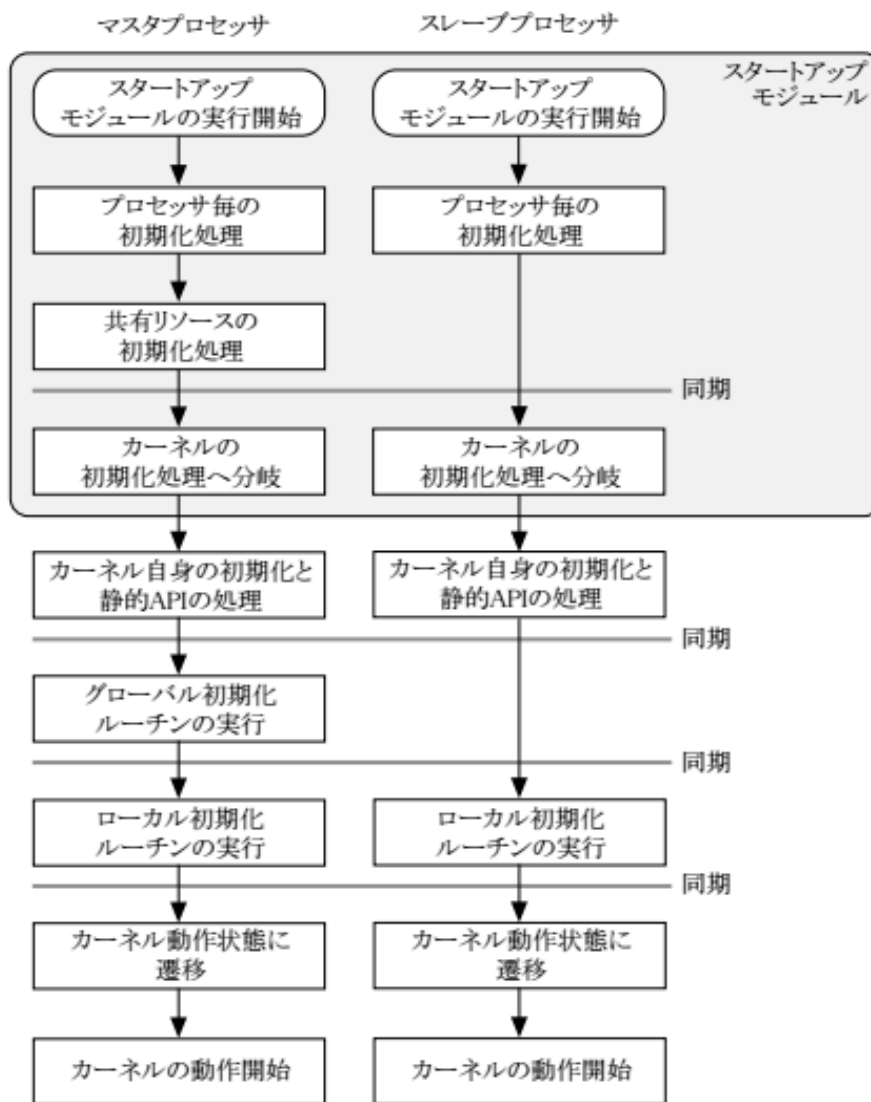 マスタプロセッサ
スレーブプロセッサ
スタートアップ
モジュール
スタートアップ
モジュールの実行開始
スタートアップ
モジュールの実行開始
プロセッサ毎の
初期化処理
プロセッサ毎の
初期化処理
共有リソースの
初期化処理
同期
カーネルの
初期化処理へ分岐
カーネルの
初期化処理へ分岐
カーネル自身の初期化と
静的APIの処理
カーネル自身の初期化と
静的APIの処理
同期
グローバル初期化
ルーチンの実行
同期
ローカル初期化
ルーチンの実行
ローカル初期化
ルーチンの実行
同期
カーネル動作状態に
遷移
カーネル動作状態に
遷移
カーネルの動作開始
カーネルの動作開始